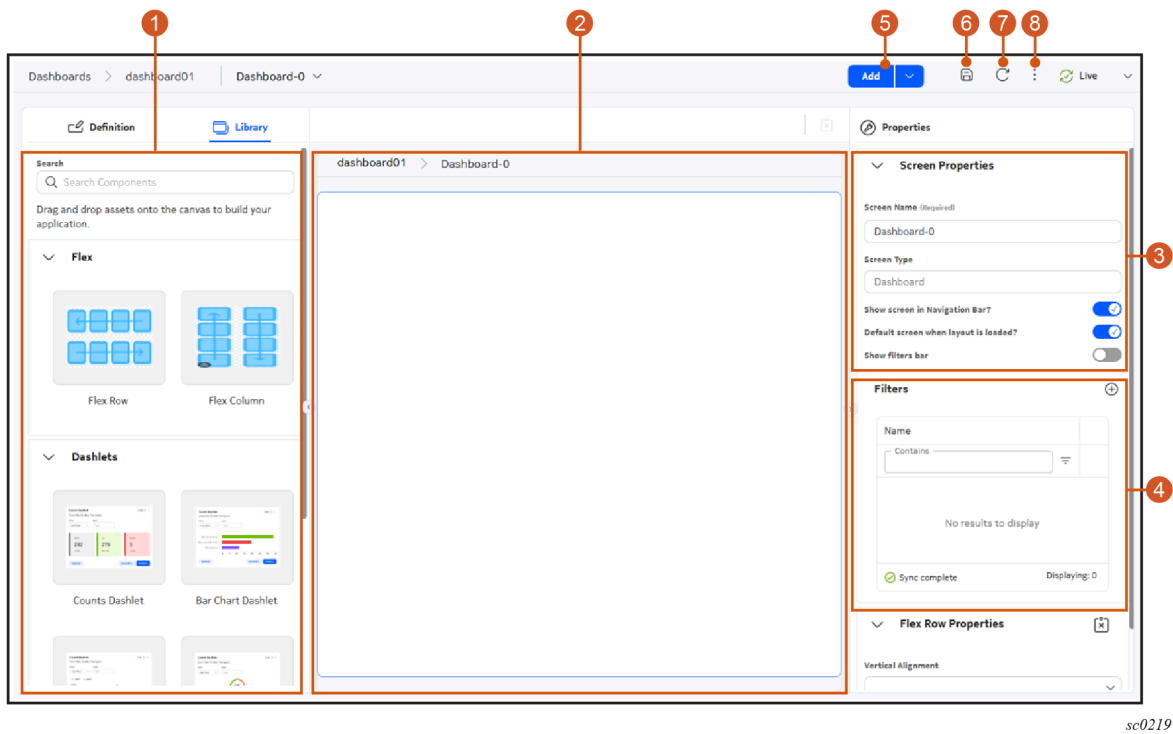 1
2
5
6
7
8
Dashboards > dashboard01
Dashboard-0
Add
Live
Definition
Library
Properties
Search
Search Components
Drag and drop assets onto the canvas to build your
application.
Flex
Flex Row
Flex Column
Dashlets
Counts Dashlet
Bar Chart Dashlet
dashboard01 > Dashboard-0
Screen Properties
Screen Name (Required)
Dashboard-0
Screen Type
Dashboard
Show screen in Navigation Bar?
Default screen when layout is loaded?
Show filters bar
3
Filters
Name
Contains
No results to display
Sync complete
Displaying: 0
4
Flex Row Properties
Vertical Alignment
sc0219